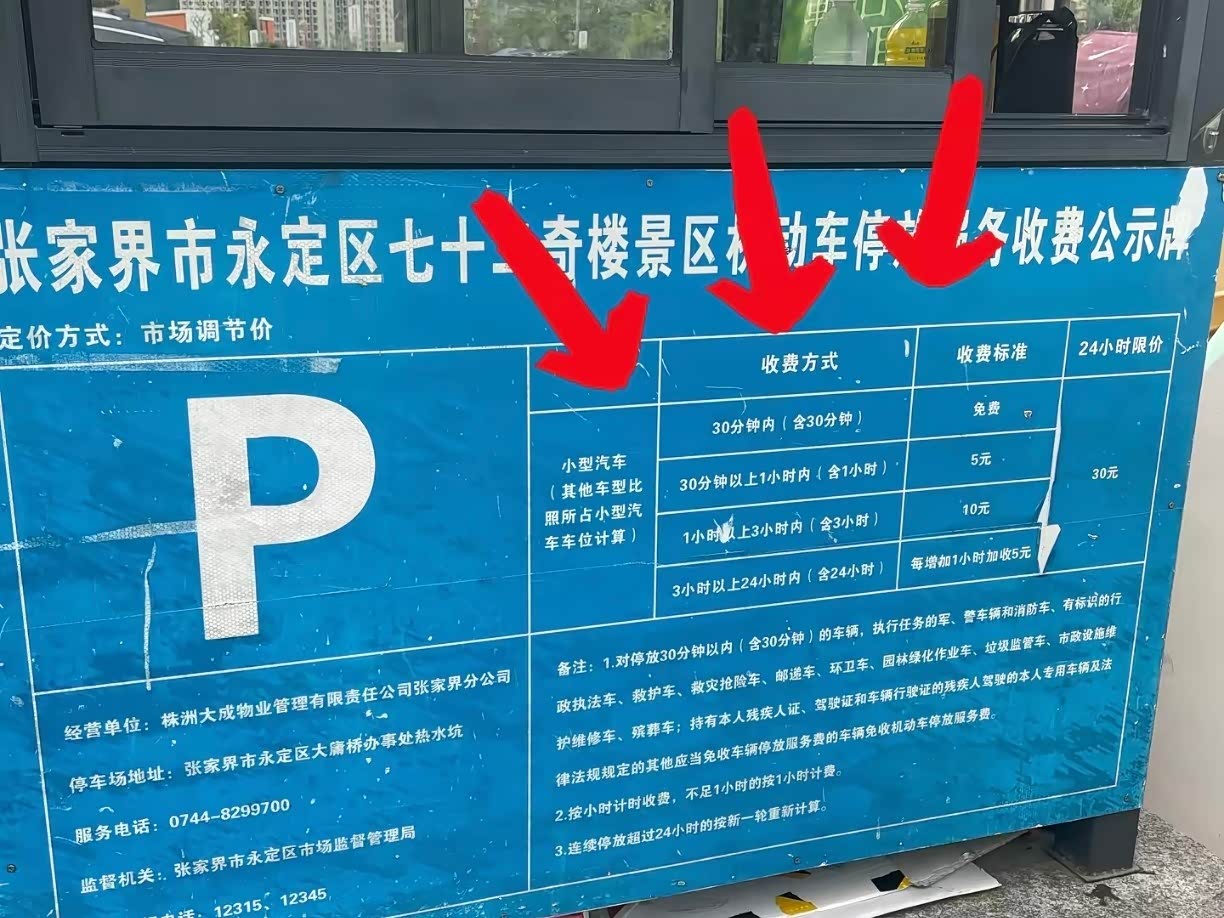 张家界市永定区七十二奇楼景区机动车停放服务收费公示牌
定价方式：市场调节价
收费方式
收费标准
24小时限价
P
小型汽车
（其他车型比
照所占小型汽
车车位计算）
30分钟内（含30分钟）
免费
30分钟以上1小时内（含1小时）
5元
1小时以上3小时内（含3小时）
10元
3小时以上24小时内（含24小时）
每增加1小时加收5元
30元
经营单位：株洲大成物业管理有限责任公司张家界分公司
停车场地址：张家界市永定区大庸桥办事处热水坑
服务电话：0744-8299700
监督机关：张家界市永定区市场监督管理局
电话：12315、12345
备注：1.对停放30分钟以内（含30分钟）的车辆，执行任务的军、警车辆和消防车、有标识的行
政执法车、救护车、救灾抢险车、邮递车、环卫车、园林绿化作业车、垃圾监管车、市政设施维
护维修车、殡葬车；持有本人残疾人证、驾驶证和车辆行驶证的残疾人驾驶的本人专用车辆及法
律法规规定的其他应当免收车辆停放服务费的车辆免收机动车停放服务费。
2.按小时计时收费，不足1小时的按1小时计费。
3.连续停放超过24小时的按新一轮重新计算。